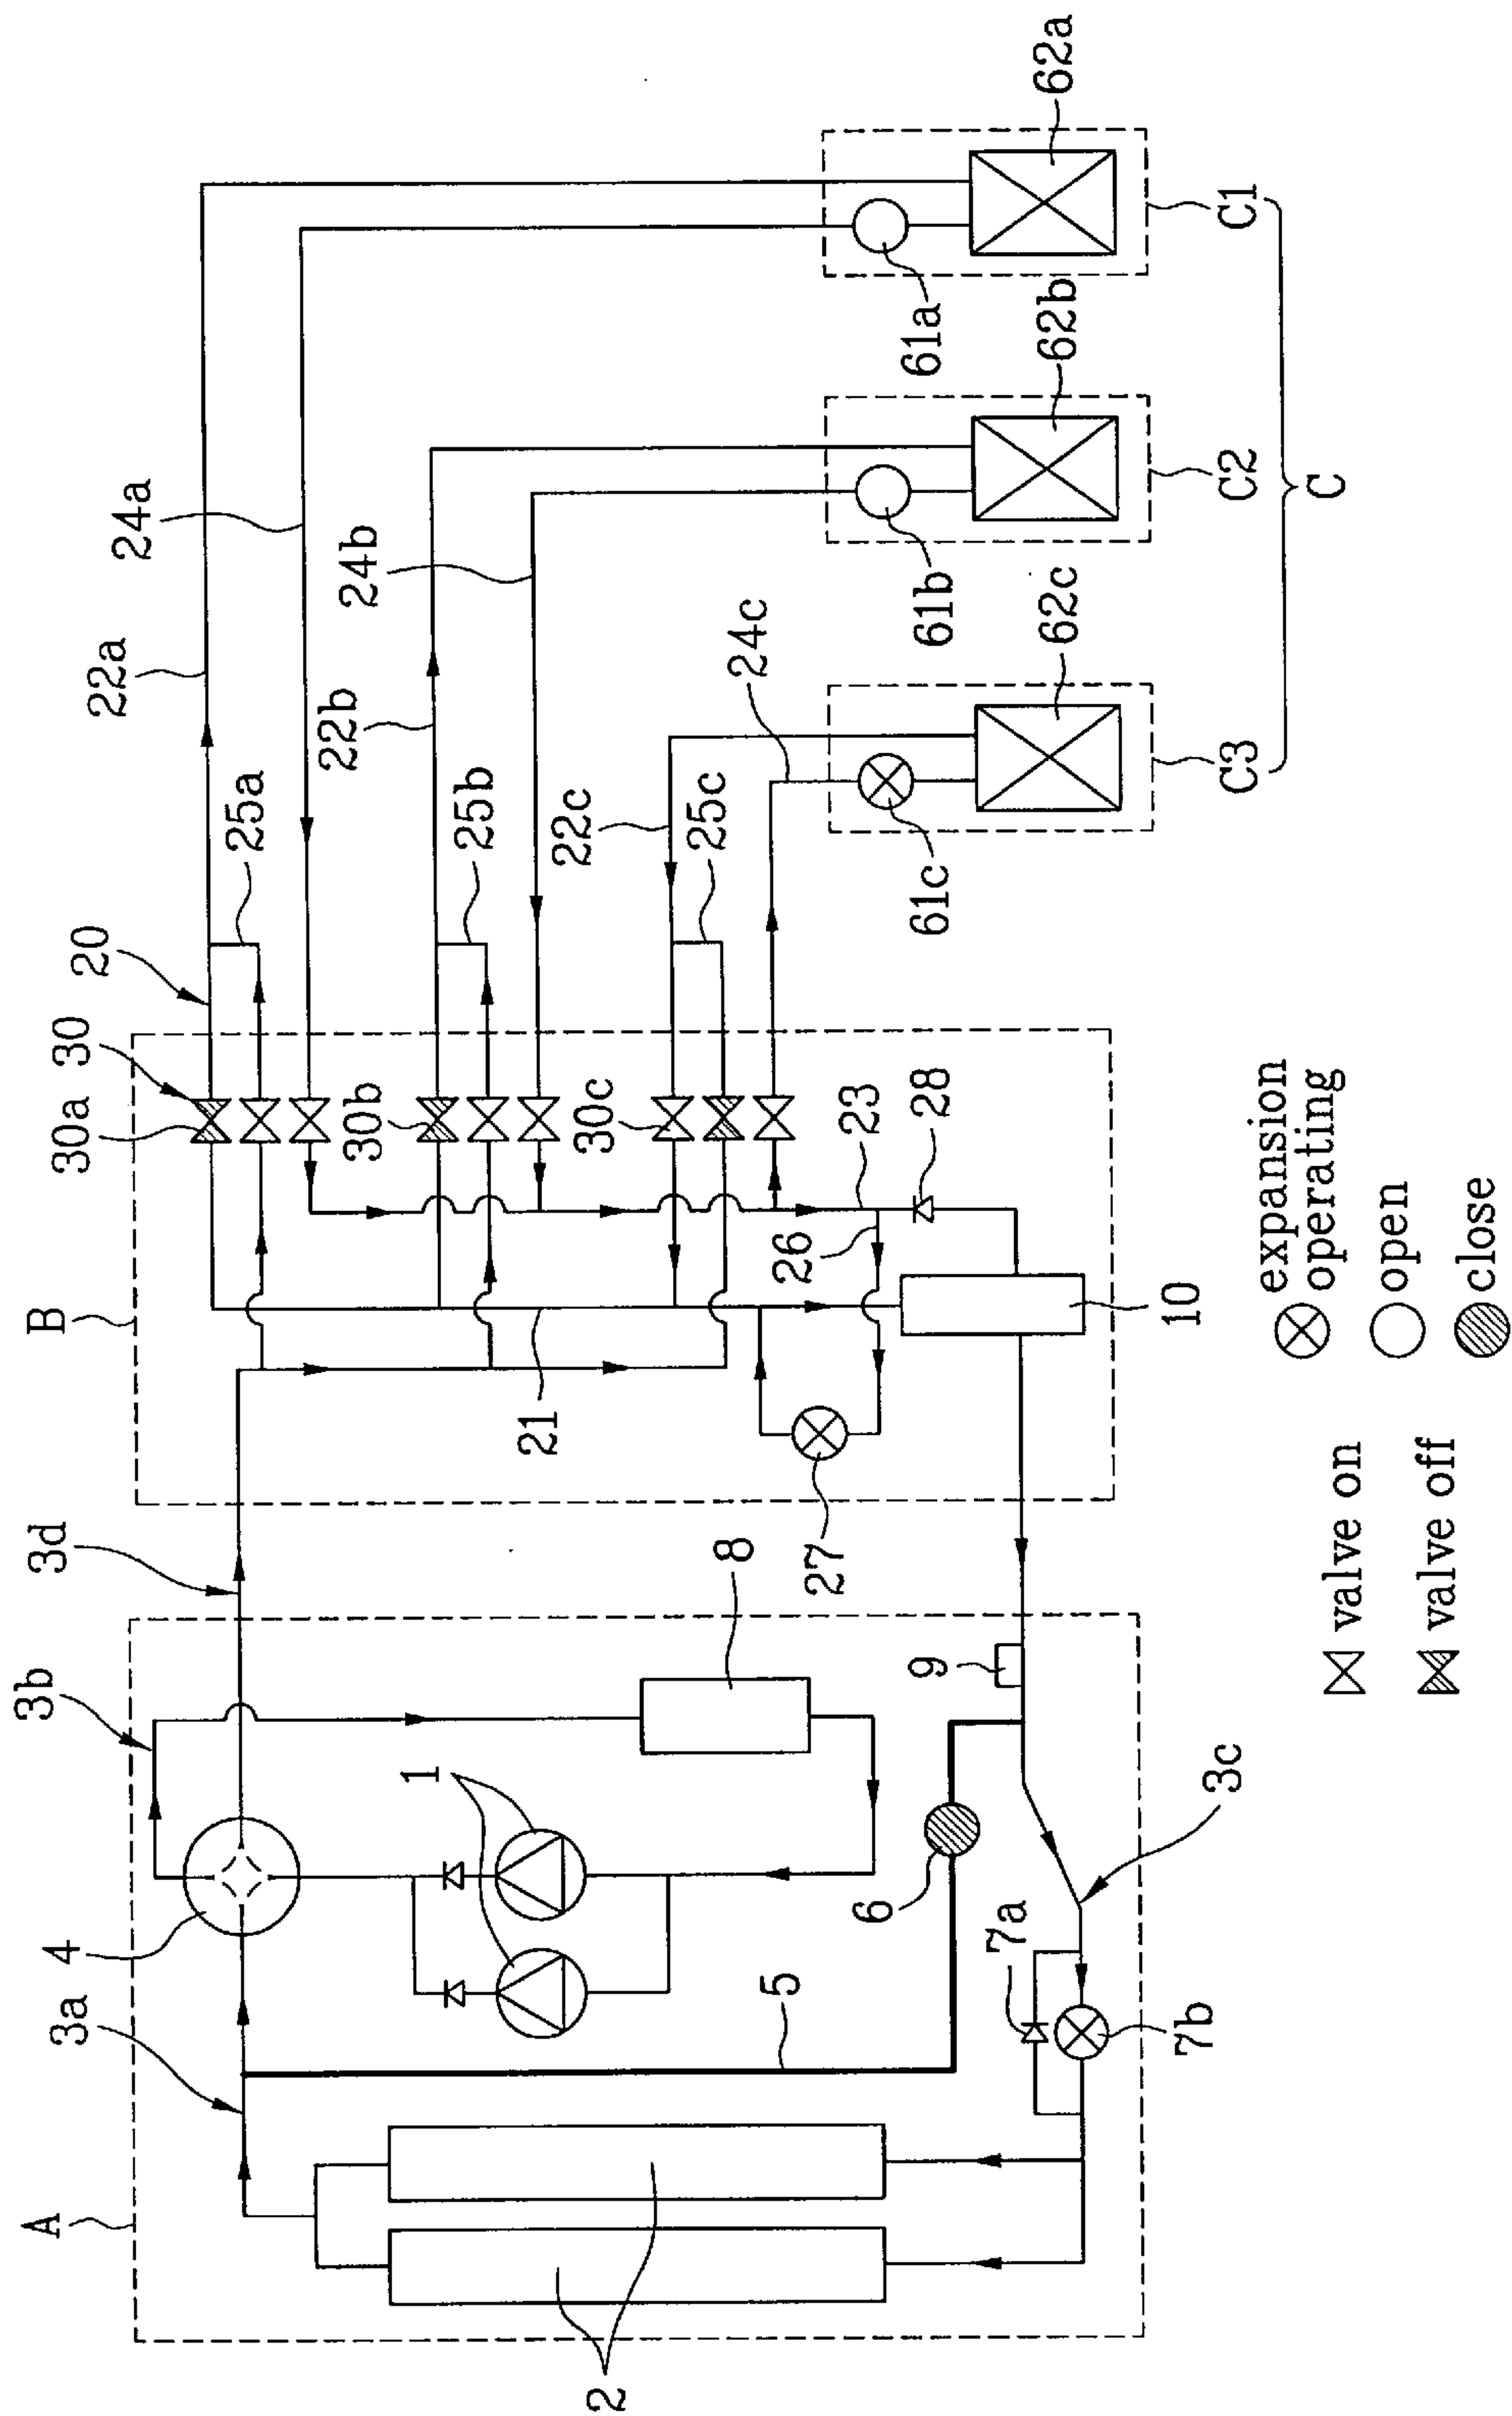 A
3a
4
3b
3d
B
30a
30
20
25a
22a
24a
2
1
8
21
30b
25b
22b
24b
5
6
9
27
26
23
28
30c
25c
22c
24c
7a
7b
3c
10
61c
62c
61b
62b
61a
62a
C3
C2
C1
C
valve on
valve off
expansion
operating
open
close